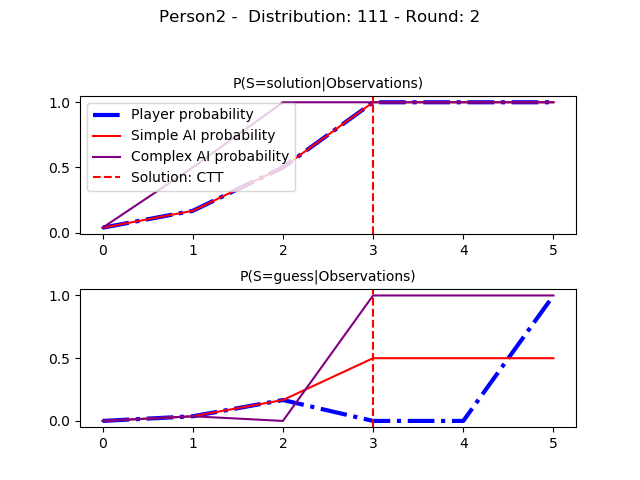 Person2 - Distribution: 111 - Round: 2
P(S=solution|Observations)
1.0
0.5
0.0
Player probability
Simple AI probability
Complex AI probability
Solution: CTT
0 1 2 3 4 5
P(S=guess|Observations)
1.0
0.5
0.0
0 1 2 3 4 5